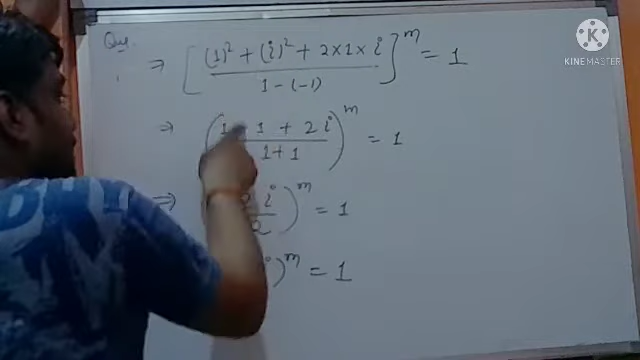 Que.
⇒ [(1)² + (i)² + 2×1×i / 1-(-1)]^m = 1
⇒ (1 1 + 2i / 1+1)^m = 1
⇒ i / 2)^m = 1
i)^m = 1
KINEMASTER